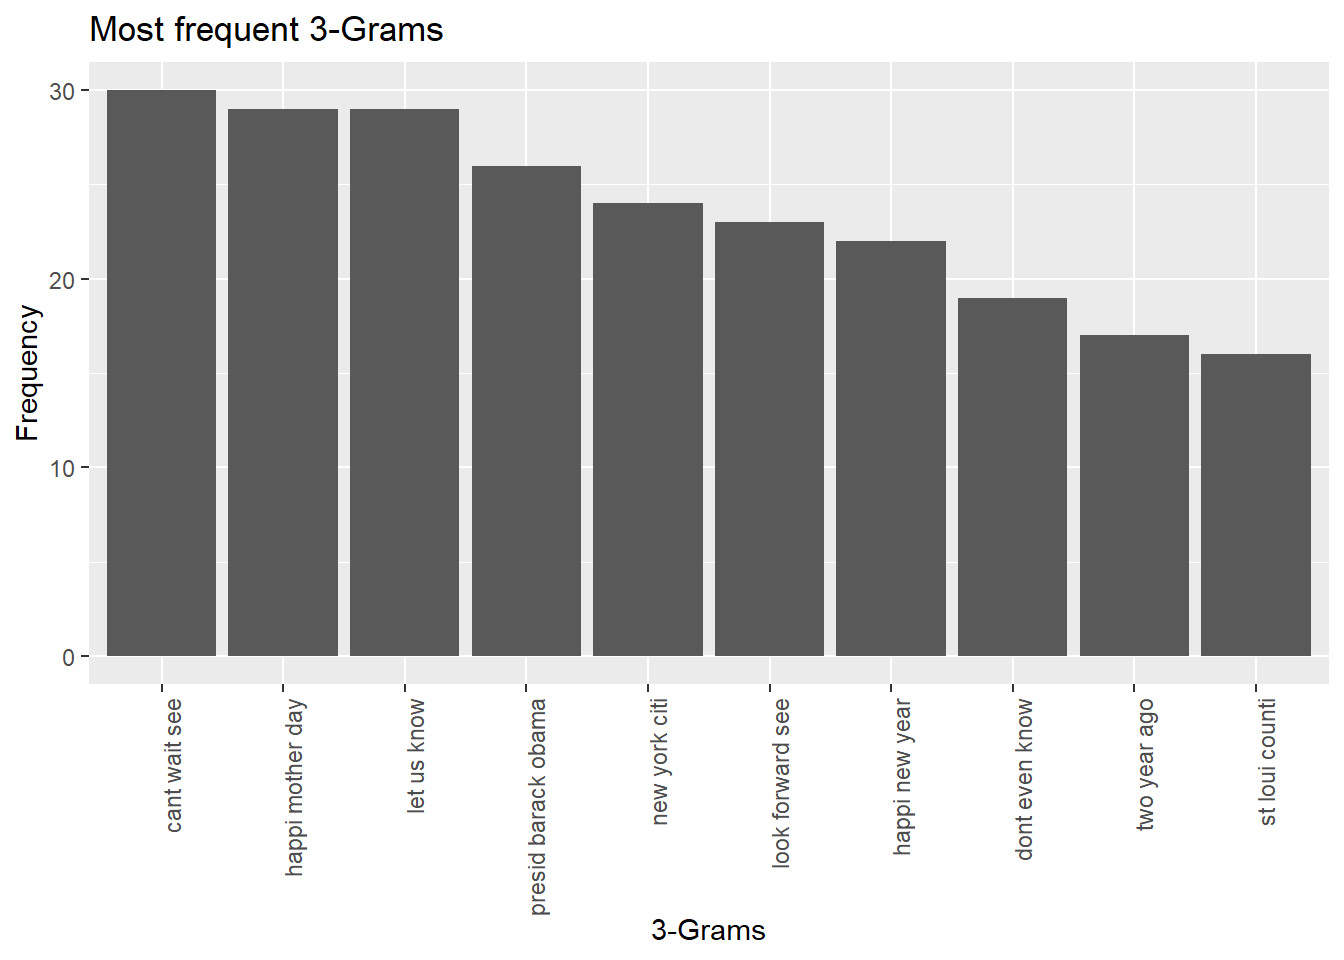 Most frequent 3-Grams
Frequency
30
20
10
0
cant wait see
happi mother day
let us know
presid barack obama
new york citi
look forward see
happi new year
dont even know
two year ago
st loui counti
3-Grams